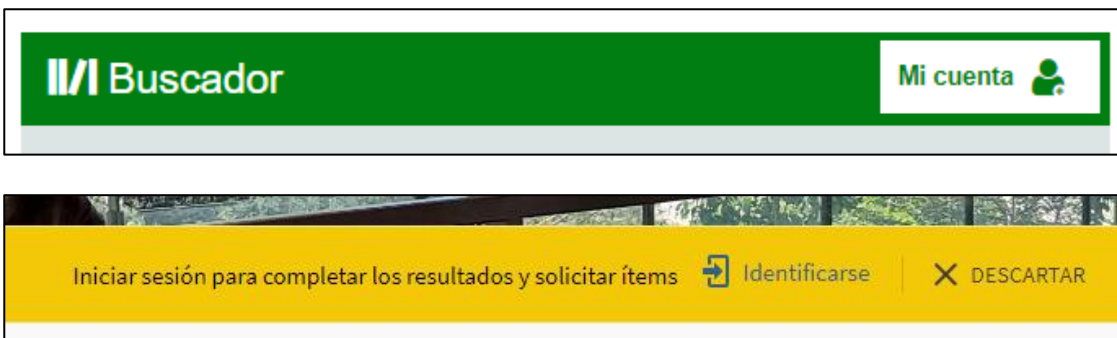 Buscador
Mi cuenta
Iniciar sesión para completar los resultados y solicitar ítems Identificarse DESCARTAR